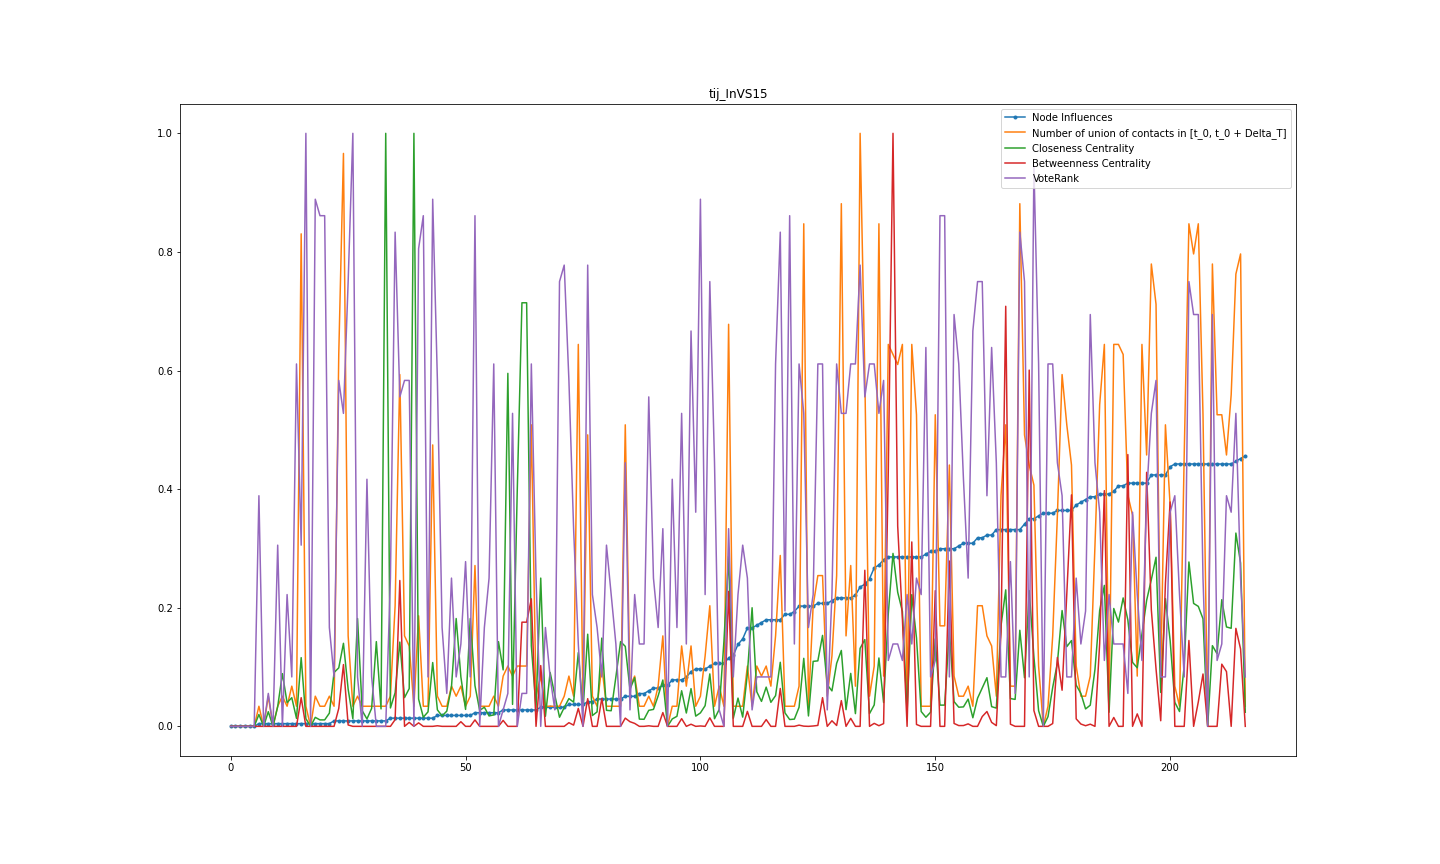 tij_InVS15
Node Influences
Number of union of contacts in [t_0, t_0 + Delta_T]
Closeness Centrality
Betweenness Centrality
VoteRank
1.0
0.8
0.6
0.4
0.2
0.0
0 50 100 150 200